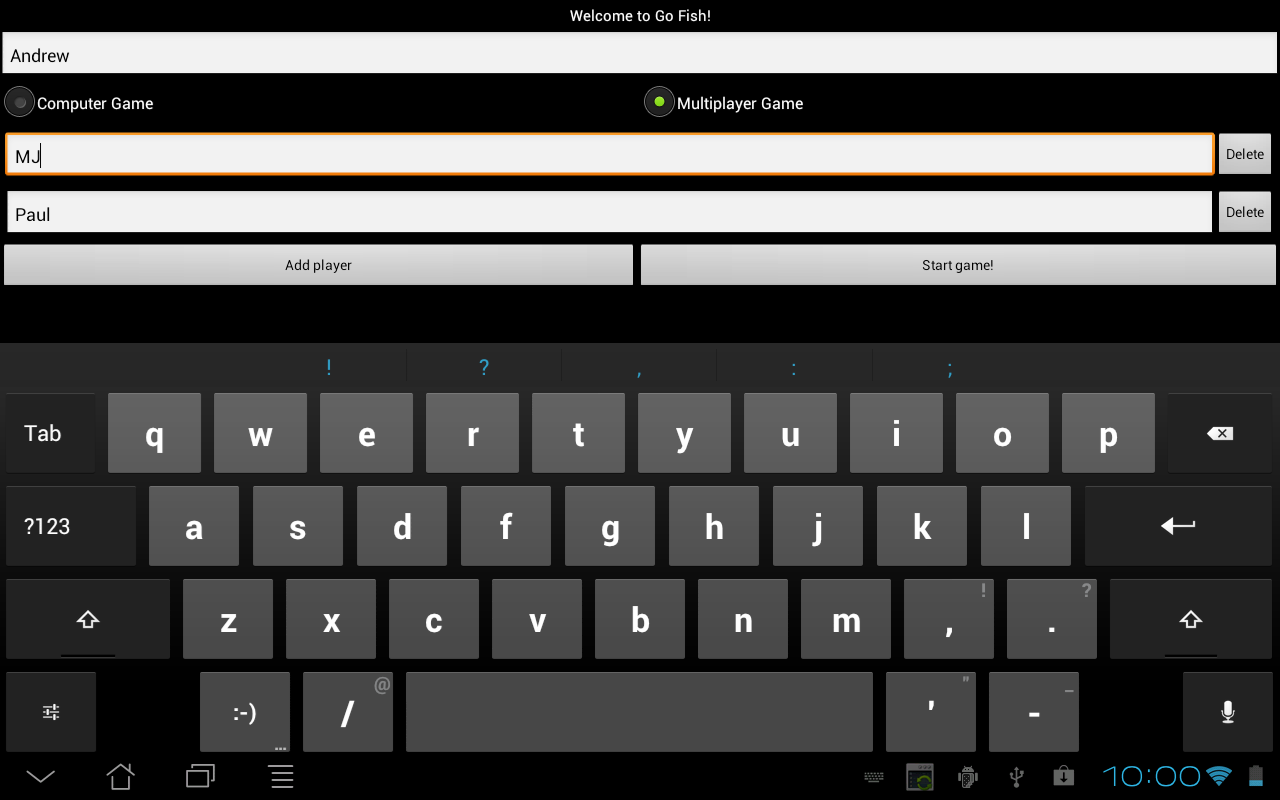 Welcome to Go Fish!
Andrew
Computer Game Multiplayer Game
MJ Delete
Paul Delete
Add player Start game!
! ? , : ;
Tab q w e r t y u i o p
?123 a s d f g h j k l
z x c v b n m , ! . ?
:-) ... / @ ' " - _
10:00